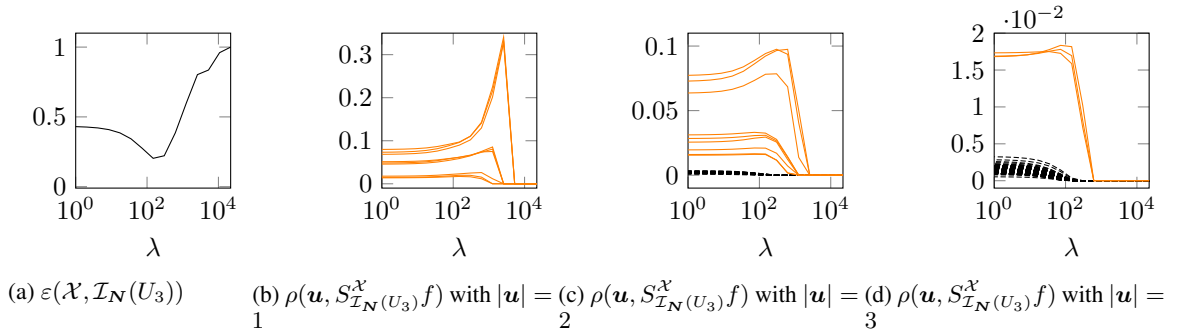 1
0.5
0
10^0 10^2 10^4
λ
0.3
0.2
0.1
0
10^0 10^2 10^4
λ
0.1
0.05
0
10^0 10^2 10^4
λ
·10^{-2}
2
1.5
1
0.5
0
10^0 10^2 10^4
λ
(a) ε(𝒳, ℐ_𝑵(U_3))
(b) ρ(𝒖, S^𝒳_{ℐ_𝑵(U_3)} f) with |𝒖| =
1
(c) ρ(𝒖, S^𝒳_{ℐ_𝑵(U_3)} f) with |𝒖| =
2
(d) ρ(𝒖, S^𝒳_{ℐ_𝑵(U_3)} f) with |𝒖| =
3